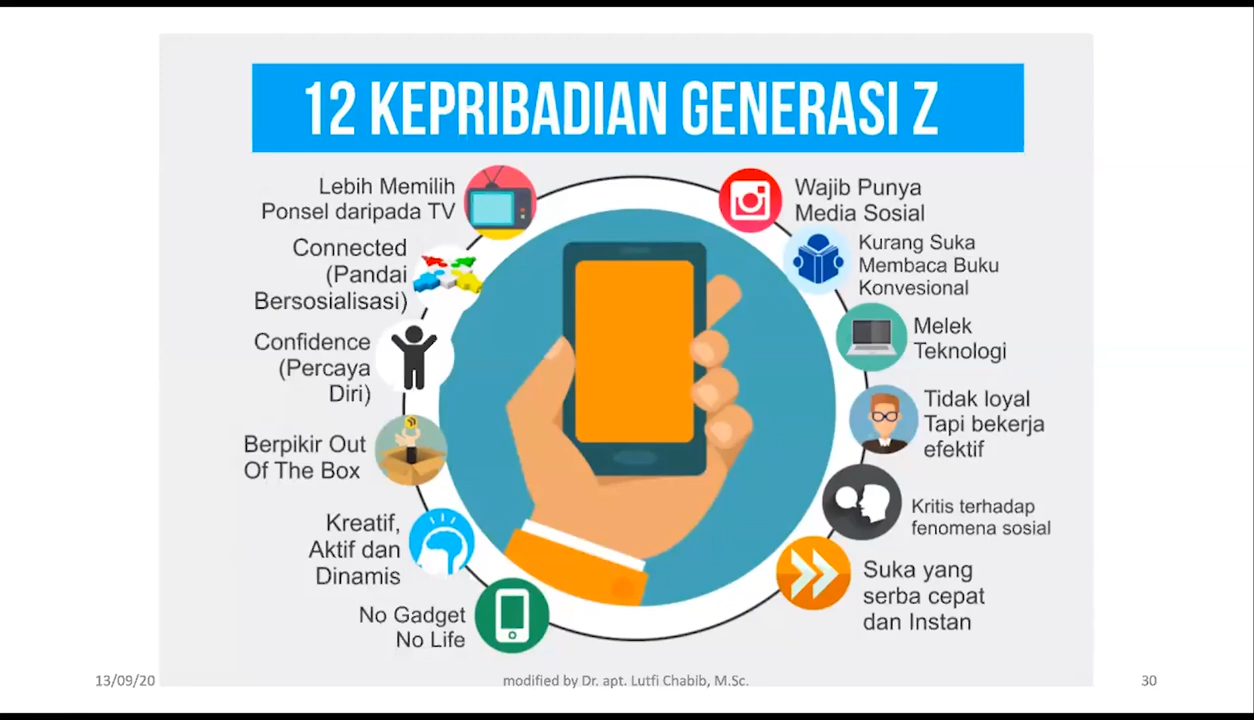 12 KEPRIBADIAN GENERASI Z
Lebih Memilih
Ponsel daripada TV
Connected
(Pandai
Bersosialisasi)
Confidence
(Percaya
Diri)
Berpikir Out
Of The Box
Kreatif,
Aktif dan
Dinamis
No Gadget
No Life
Wajib Punya
Media Sosial
Kurang Suka
Membaca Buku
Konvesional
Melek
Teknologi
Tidak loyal
Tapi bekerja
efektif
Kritis terhadap
fenomena sosial
Suka yang
serba cepat
dan Instan
13/09/20
modified by Dr. apt. Lutfi Chabib, M.Sc.
30